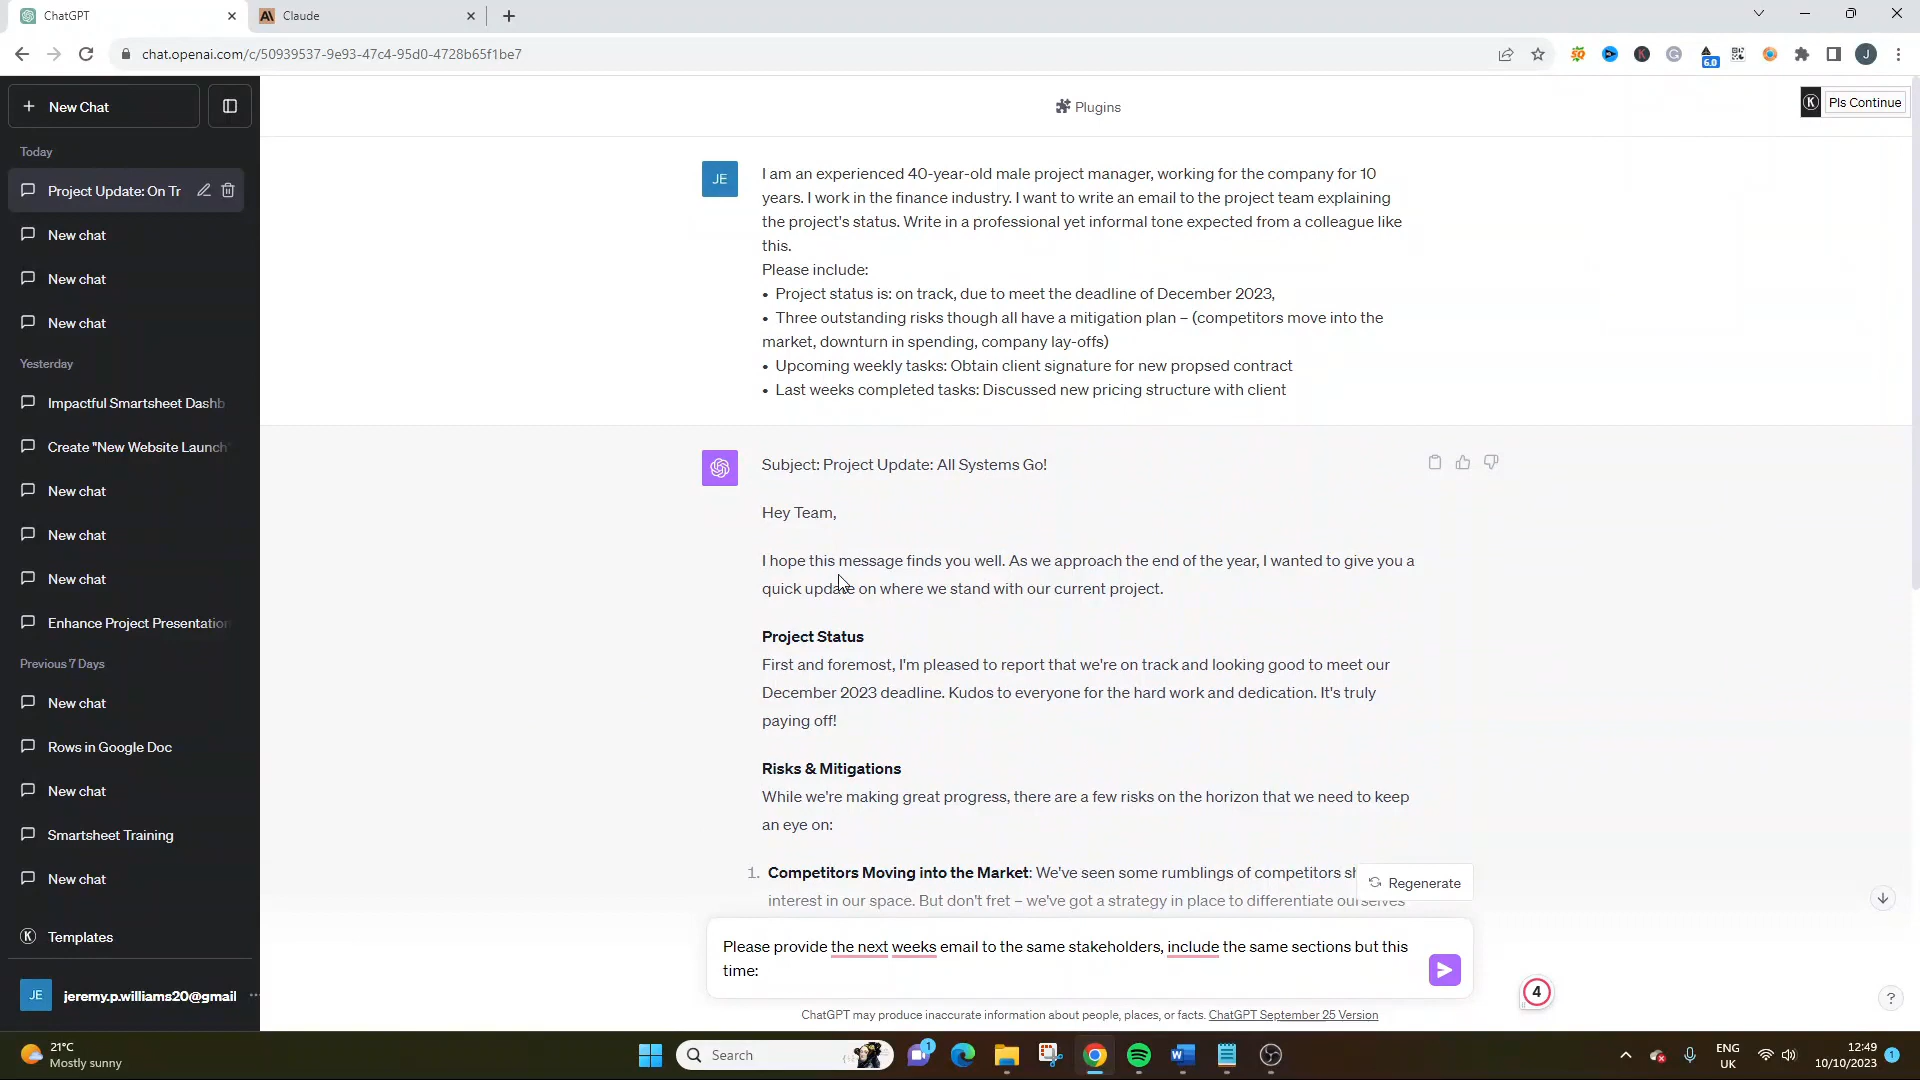 ChatGPT
Claude
chat.openai.com/c/50939537-9e93-47c4-95d0-4728b65f1be7
6.0
J
New Chat
Today
Project Update: On Tr
New chat
New chat
New chat
Yesterday
Impactful Smartsheet Dashb
Create "New Website Launch"
New chat
New chat
New chat
Enhance Project Presentation
Previous 7 Days
New chat
Rows in Google Doc
New chat
Smartsheet Training
New chat
K Templates
JE jeremy.p.williams20@gmail
Plugins
K Pls Continue
JE
I am an experienced 40-year-old male project manager, working for the company for 10
years. I work in the finance industry. I want to write an email to the project team explaining
the project's status. Write in a professional yet informal tone expected from a colleague like
this.
Please include:
• Project status is: on track, due to meet the deadline of December 2023,
• Three outstanding risks though all have a mitigation plan – (competitors move into the
market, downturn in spending, company lay-offs)
• Upcoming weekly tasks: Obtain client signature for new propsed contract
• Last weeks completed tasks: Discussed new pricing structure with client
Subject: Project Update: All Systems Go!
Hey Team,
I hope this message finds you well. As we approach the end of the year, I wanted to give you a
quick update on where we stand with our current project.
Project Status
First and foremost, I'm pleased to report that we're on track and looking good to meet our
December 2023 deadline. Kudos to everyone for the hard work and dedication. It's truly
paying off!
Risks & Mitigations
While we're making great progress, there are a few risks on the horizon that we need to keep
an eye on:
1. Competitors Moving into the Market: We've seen some rumblings of competitors
interest in our space. But don't fret – we've got a strategy in place to differentiate ourselves
Regenerate
Please provide the next weeks email to the same stakeholders, include the same sections but this
time:
4
?
ChatGPT may produce inaccurate information about people, places, or facts. ChatGPT September 25 Version
21°C
Mostly sunny
Search
1
ENG
UK
12:49
10/10/2023
1